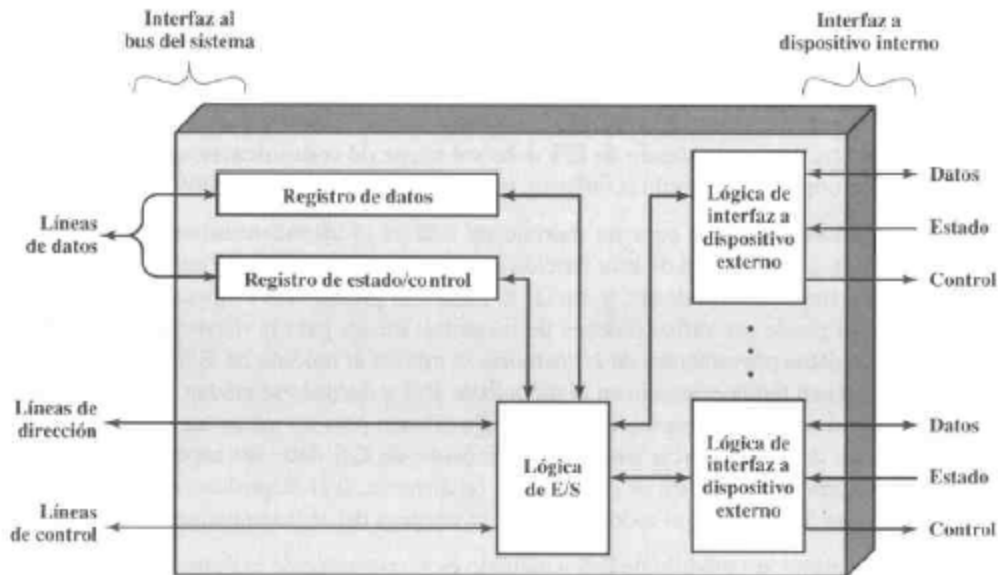 Interfaz al
bus del sistema
Interfaz a
dispositivo interno
Registro de datos
Líneas
de datos
Registro de estado/control
Lógica de
interfaz a
dispositivo
externo
Datos
Estado
Control
Líneas de
dirección
Líneas
de control
Lógica
de E/S
Lógica de
interfaz a
dispositivo
externo
Datos
Estado
Control